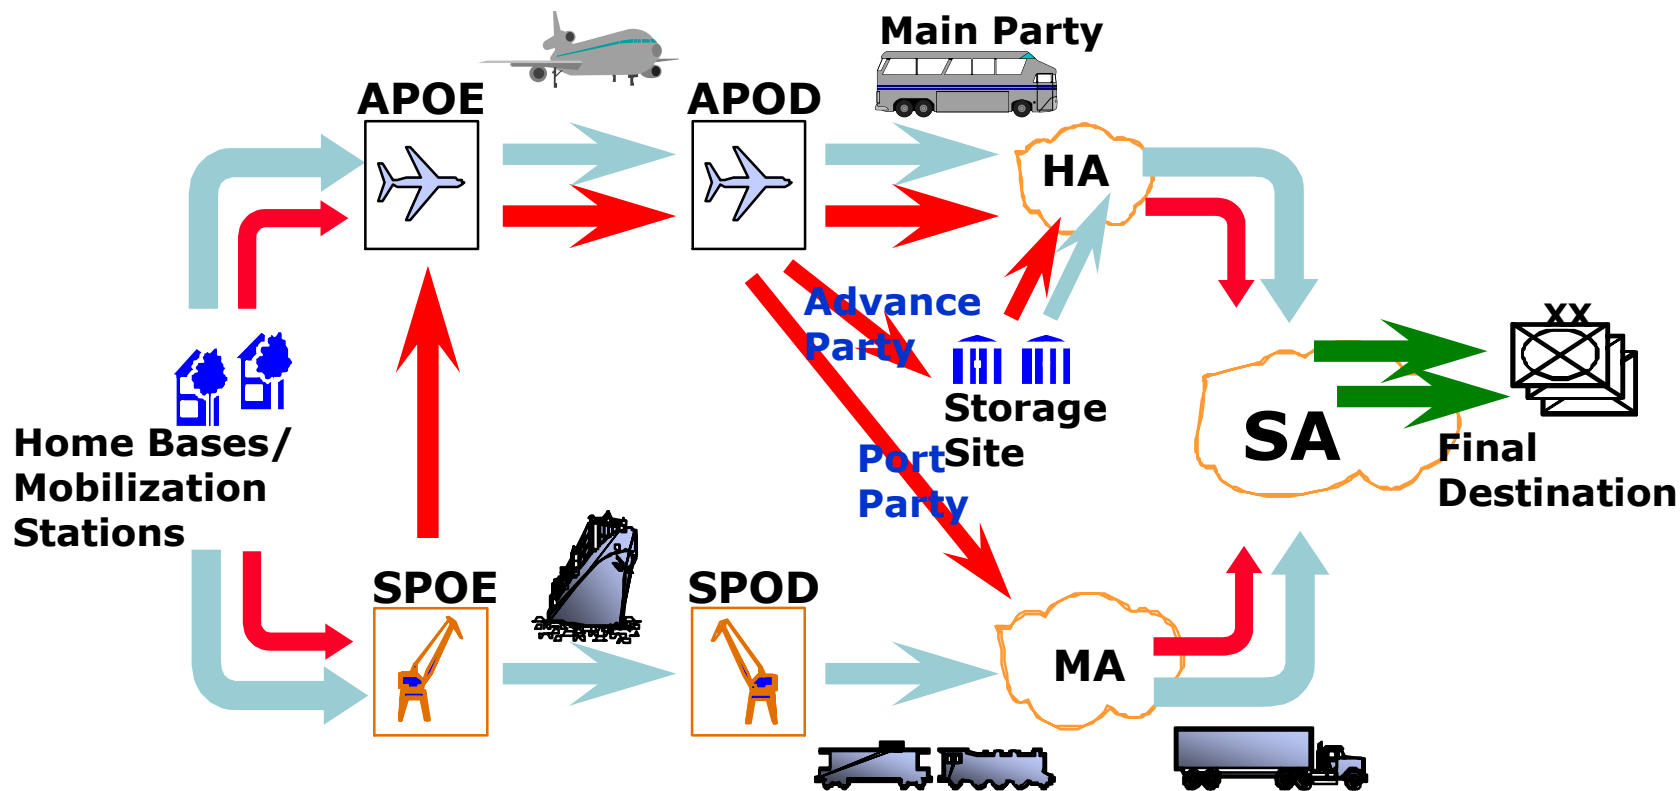 Main Party
APOE
APOD
HA
XX
Advance
Party
Storage
Site
Home Bases/
Mobilization
Stations
SA
Final
Destination
Port
Party
SPOE
SPOD
MA